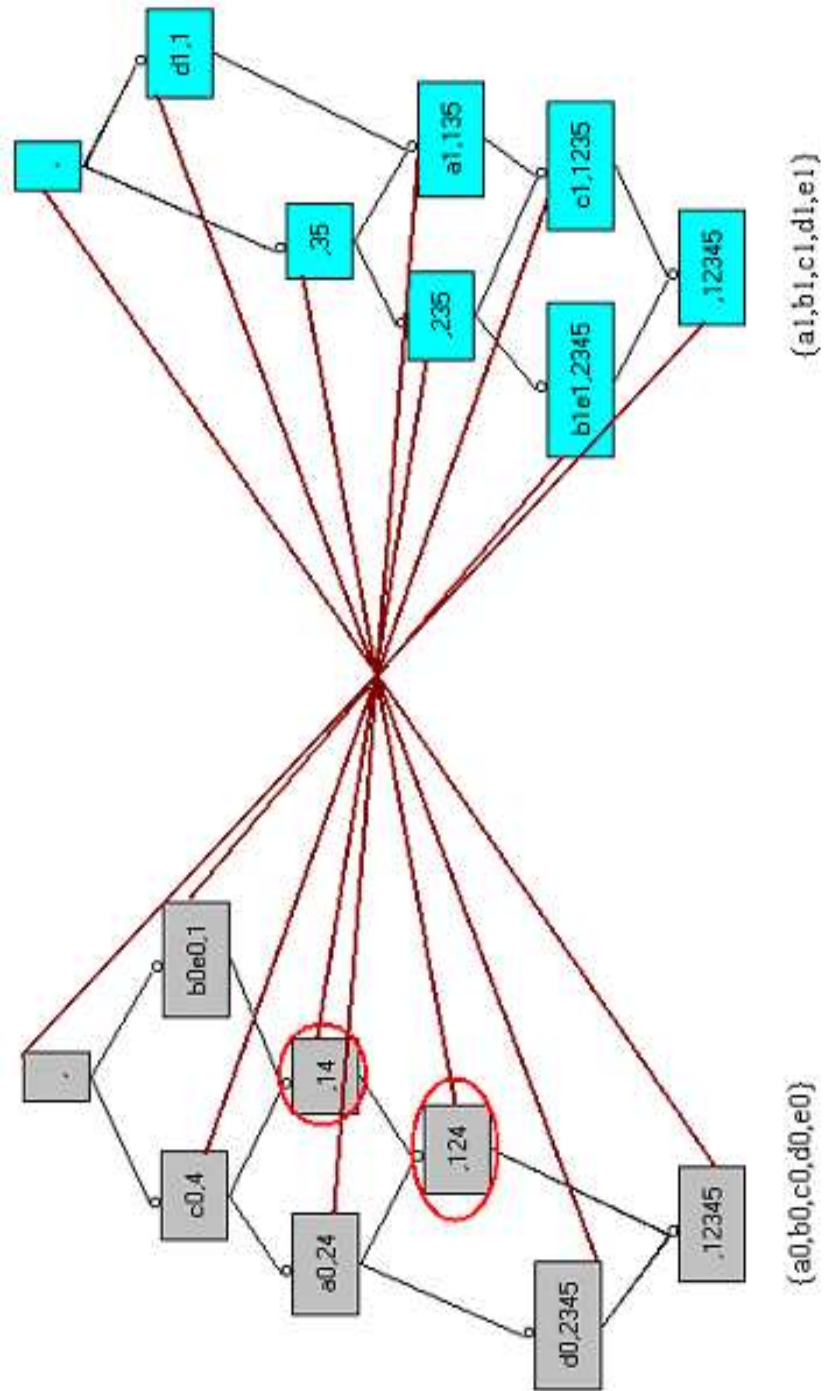 ,
c0,4
b0e0,1
a0,24
,14
,124
d0,2345
,12345
{a0,b0,c0,d0,e0}
,
d1,1
,35
,235
a1,135
b1e1,2345
c1,1235
,12345
{a1,b1,c1,d1,e1}